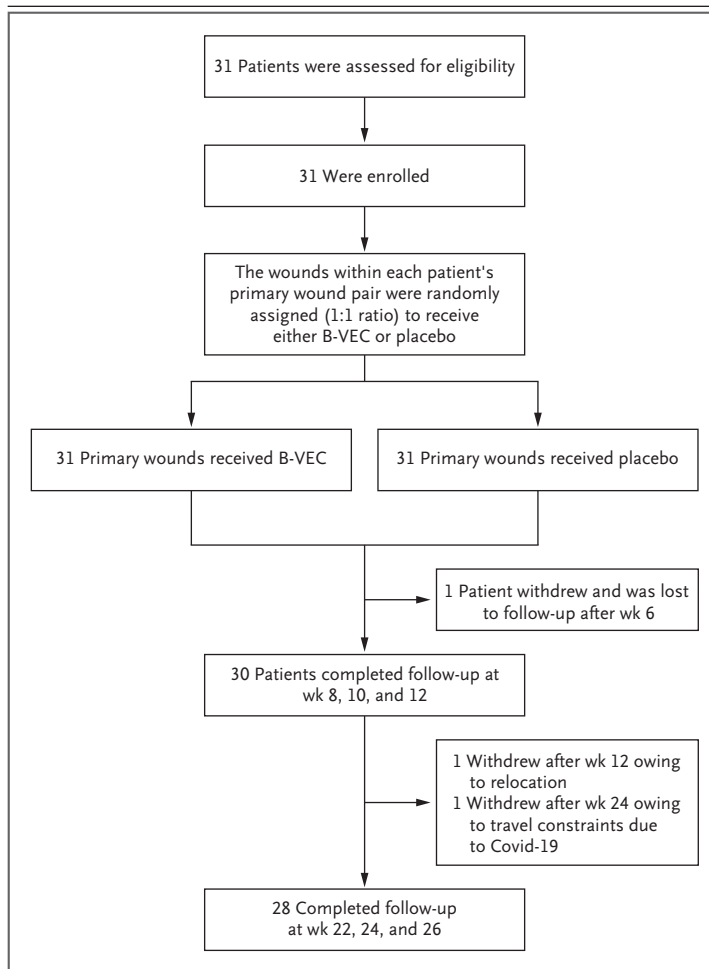 31 Patients were assessed for eligibility
31 Were enrolled
The wounds within each patient's
primary wound pair were randomly
assigned (1:1 ratio) to receive
either B-VEC or placebo
31 Primary wounds received B-VEC
31 Primary wounds received placebo
1 Patient withdrew and was lost
to follow-up after wk 6
30 Patients completed follow-up at
wk 8, 10, and 12
1 Withdrew after wk 12 owing
to relocation
1 Withdrew after wk 24 owing
to travel constraints due
to Covid-19
28 Completed follow-up
at wk 22, 24, and 26